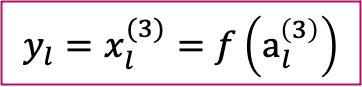 y_l = x_l^{(3)} = f(a_l^{(3)})